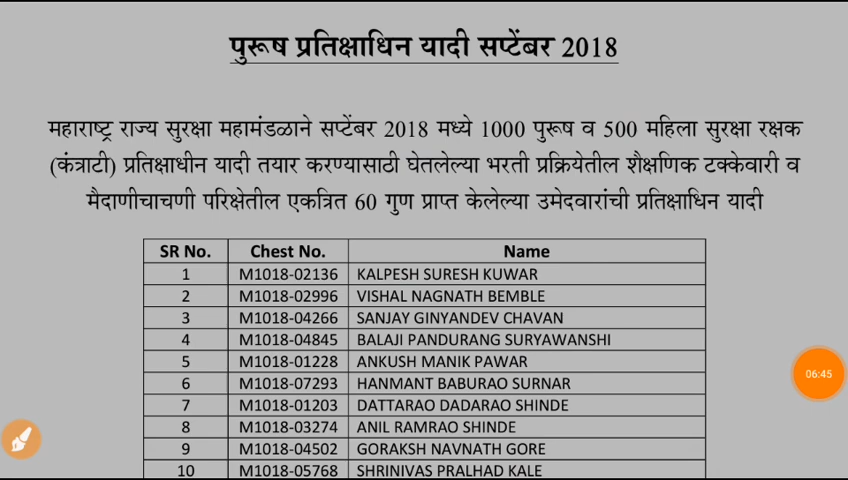 पुरूष प्रतिक्षाधिन यादी सप्टेंबर 2018
महाराष्ट्र राज्य सुरक्षा महामंडळाने सप्टेंबर 2018 मध्ये 1000 पुरूष व 500 महिला सुरक्षा रक्षक
(कंत्राटी) प्रतिक्षाधीन यादी तयार करण्यासाठी घेतलेल्या भरती प्रक्रियेतील शैक्षणिक टक्केवारी व
मैदाणीचाचणी परिक्षेतील एकत्रित 60 गुण प्राप्त केलेल्या उमेदवारांची प्रतिक्षाधिन यादी
SR No. Chest No. Name
1 M1018-02136 KALPESH SURESH KUWAR
2 M1018-02996 VISHAL NAGNATH BEMBLE
3 M1018-04266 SANJAY GINYANDEV CHAVAN
4 M1018-04845 BALAJI PANDURANG SURYAWANSHI
5 M1018-01228 ANKUSH MANIK PAWAR
6 M1018-07293 HANMANT BABURAO SURNAR
7 M1018-01203 DATTARAO DADARAO SHINDE
8 M1018-03274 ANIL RAMRAO SHINDE
9 M1018-04502 GORAKSH NAVNATH GORE
10 M1018-05768 SHRINIVAS PRALHAD KALE
06:45